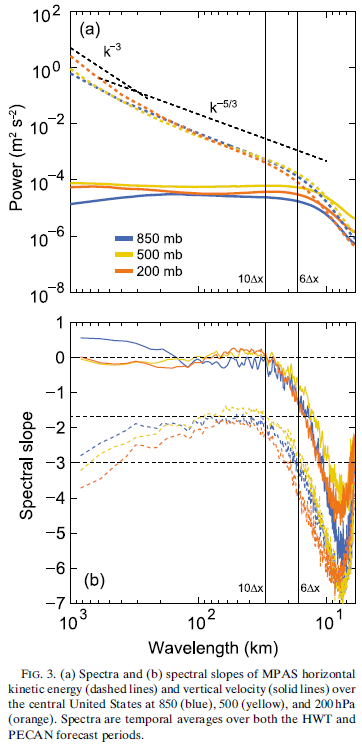 (a)
10²
10⁰
10⁻²
10⁻⁴
10⁻⁶
10⁻⁸
Power (m² s⁻²)
k⁻³
k⁻⁵/³
850 mb
500 mb
200 mb
10Δx
6Δx
1
0
−1
−2
−3
−4
−5
−6
−7
Spectral slope
(b)
10Δx
6Δx
10³
10²
10¹
Wavelength (km)
FIG. 3. (a) Spectra and (b) spectral slopes of MPAS horizontal
kinetic energy (dashed lines) and vertical velocity (solid lines) over
the central United States at 850 (blue), 500 (yellow), and 200 hPa
(orange). Spectra are temporal averages over both the HWT and
PECAN forecast periods.